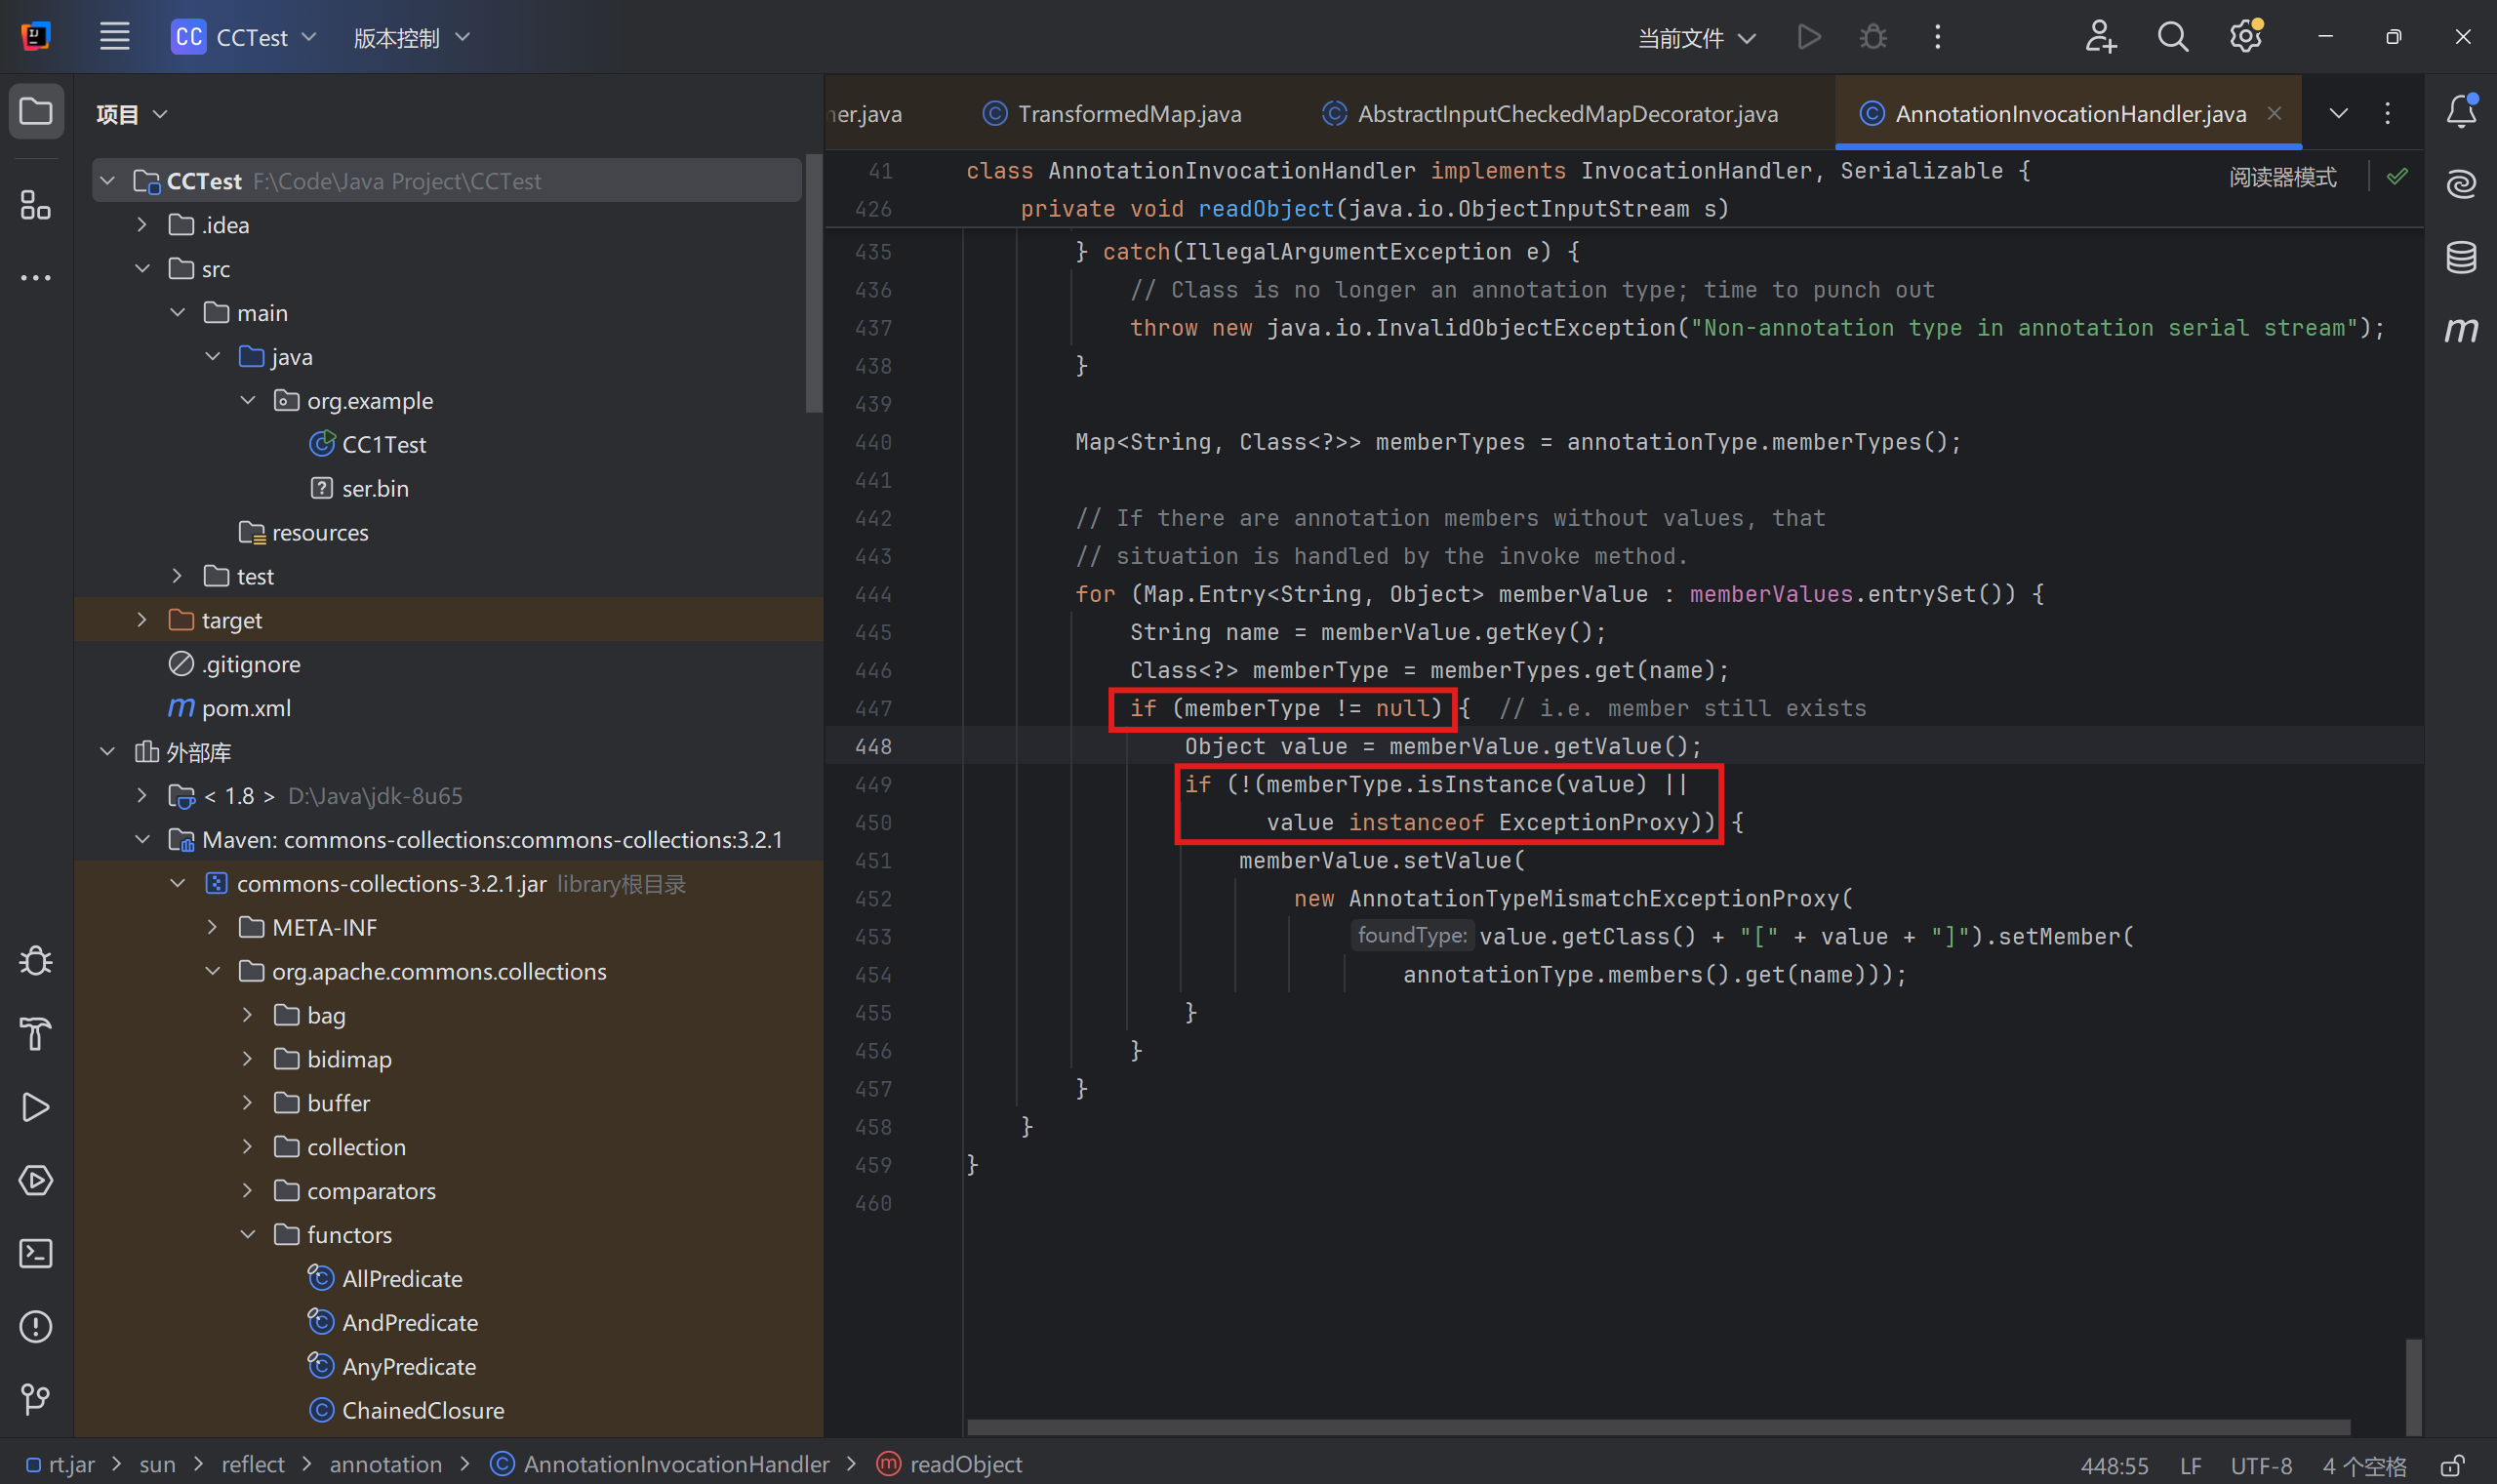 CC CCTest 版本控制 当前文件
项目
CCTest F:\Code\Java Project\CCTest
.idea
src
main
java
org.example
CC1Test
ser.bin
resources
test
target
.gitignore
pom.xml
外部库
< 1.8 > D:\Java\jdk-8u65
Maven: commons-collections:commons-collections:3.2.1
commons-collections-3.2.1.jar library根目录
META-INF
org.apache.commons.collections
bag
bidimap
buffer
collection
comparators
functors
AllPredicate
AndPredicate
AnyPredicate
ChainedClosure
er.java TransformedMap.java AbstractInputCheckedMapDecorator.java AnnotationInvocationHandler.java
阅读器模式
41 class AnnotationInvocationHandler implements InvocationHandler, Serializable {
426 private void readObject(java.io.ObjectInputStream s)
435 } catch(IllegalArgumentException e) {
436 // Class is no longer an annotation type; time to punch out
437 throw new java.io.InvalidObjectException("Non-annotation type in annotation serial stream");
438 }
439
440 Map<String, Class<?>> memberTypes = annotationType.memberTypes();
441
442 // If there are annotation members without values, that
443 // situation is handled by the invoke method.
444 for (Map.Entry<String, Object> memberValue : memberValues.entrySet()) {
445 String name = memberValue.getKey();
446 Class<?> memberType = memberTypes.get(name);
447 if (memberType != null) { // i.e. member still exists
448 Object value = memberValue.getValue();
449 if (!(memberType.isInstance(value) ||
450 value instanceof ExceptionProxy)) {
451 memberValue.setValue(
452 new AnnotationTypeMismatchExceptionProxy(
453 foundType: value.getClass() + "[" + value + "]").setMember(
454 annotationType.members().get(name)));
455 }
456 }
457 }
458 }
459 }
460
rt.jar > sun > reflect > annotation > AnnotationInvocationHandler > readObject
448:55 LF UTF-8 4 个空格